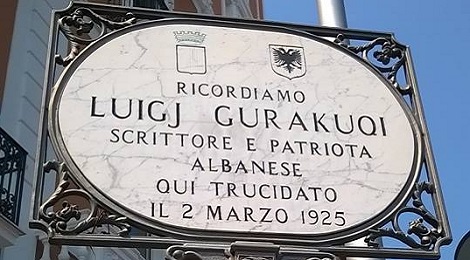 RICORDIAMO
LUIGJ GURAKUQI
SCRITTORE E PATRIOTA
ALBANESE
QUI TRUCIDATO
IL 2 MARZO 1925